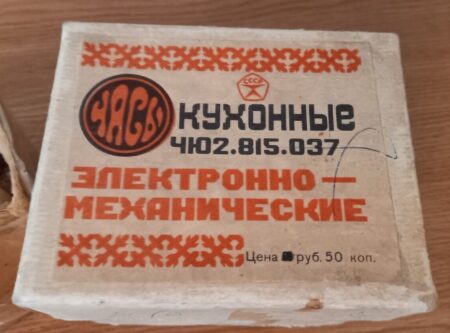 СССР
ЧАСЫ КУХОННЫЕ
ЧЮ2.815.037
ЭЛЕКТРОННО—
МЕХАНИЧЕСКИЕ
Цена руб. 50 коп.